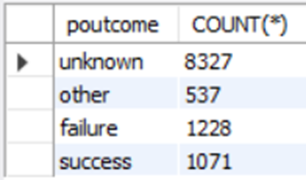 poutcome COUNT(*)
unknown 8327
other 537
failure 1228
success 1071